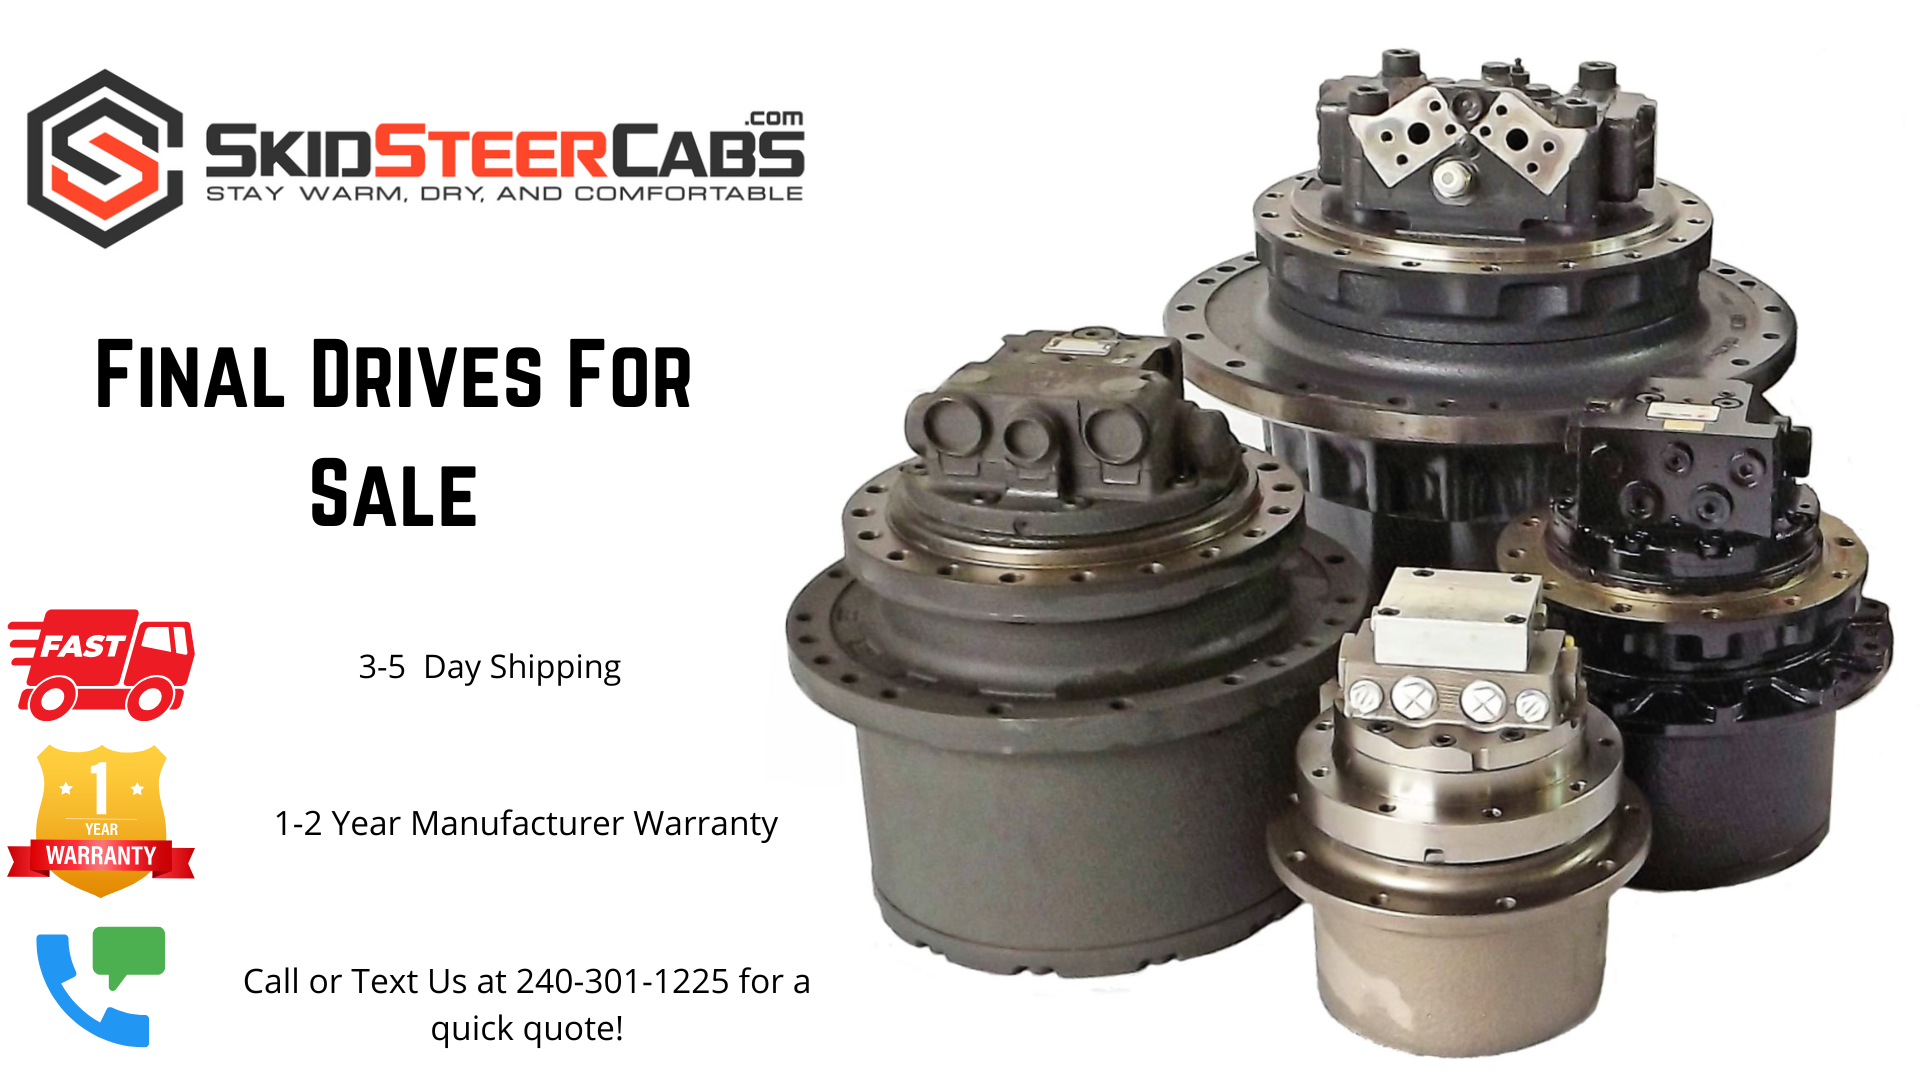 .com
SKIDSTEERCABS
STAY WARM, DRY, AND COMFORTABLE
FINAL DRIVES FOR
SALE
FAST
3-5 Day Shipping
1
YEAR
WARRANTY
1-2 Year Manufacturer Warranty
Call or Text Us at 240-301-1225 for a
quick quote!